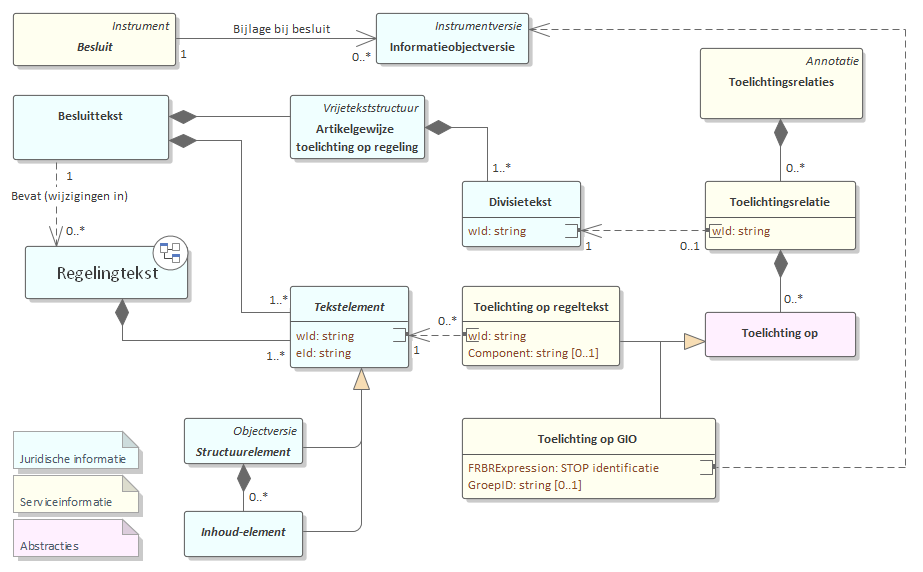 Instrument
Besluit
Bijlage bij besluit
1
0..*
Instrumentversie
Informatieobjectversie
Annotatie
Toelichtingsrelaties
Besluittekst
Vrijetekststructuur
Artikelgewijze
toelichting op regeling
1..*
0..*
1
Bevat (wijzigingen in)
0..*
Divisietekst
wId: string
1
0..1
Toelichtingsrelatie
wId: string
Regelingtekst
1..*
1..*
Tekstelement
wId: string
eId: string
0..*
1
Toelichting op regeltekst
wId: string
Component: string [0..1]
0..*
Toelichting op
Objectversie
Structuurelement
0..*
Inhoud-element
Toelichting op GIO
FRBRExpression: STOP identificatie
GroepID: string [0..1]
Juridische informatie
Serviceinformatie
Abstracties